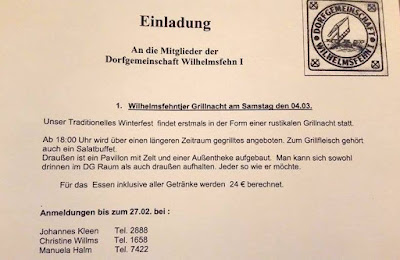 Einladung
DORFGEMEINSCHAFT
WILHELMSFEHN I
An die Mitglieder der
Dorfgemeinschaft Wilhelmsfehn I
1. Wilhelmsfehntjer Grillnacht am Samstag den 04.03.
Unser Traditionelles Winterfest findet erstmals in der Form einer rustikalen Grillnacht statt.
Ab 18:00 Uhr wird über einen längeren Zeitraum gegrilltes angeboten. Zum Grillfleisch gehört
auch ein Salatbuffet.
Draußen ist ein Pavillon mit Zelt und einer Außentheke aufgebaut. Man kann sich sowohl
drinnen im DG Raum als auch draußen aufhalten. Jeder so wie er möchte.
Für das Essen inklusive aller Getränke werden 24 € berechnet.
Anmeldungen bis zum 27.02. bei :
Johannes Kleen Tel. 2888
Christine Willms Tel. 1658
Manuela Halm Tel. 7422